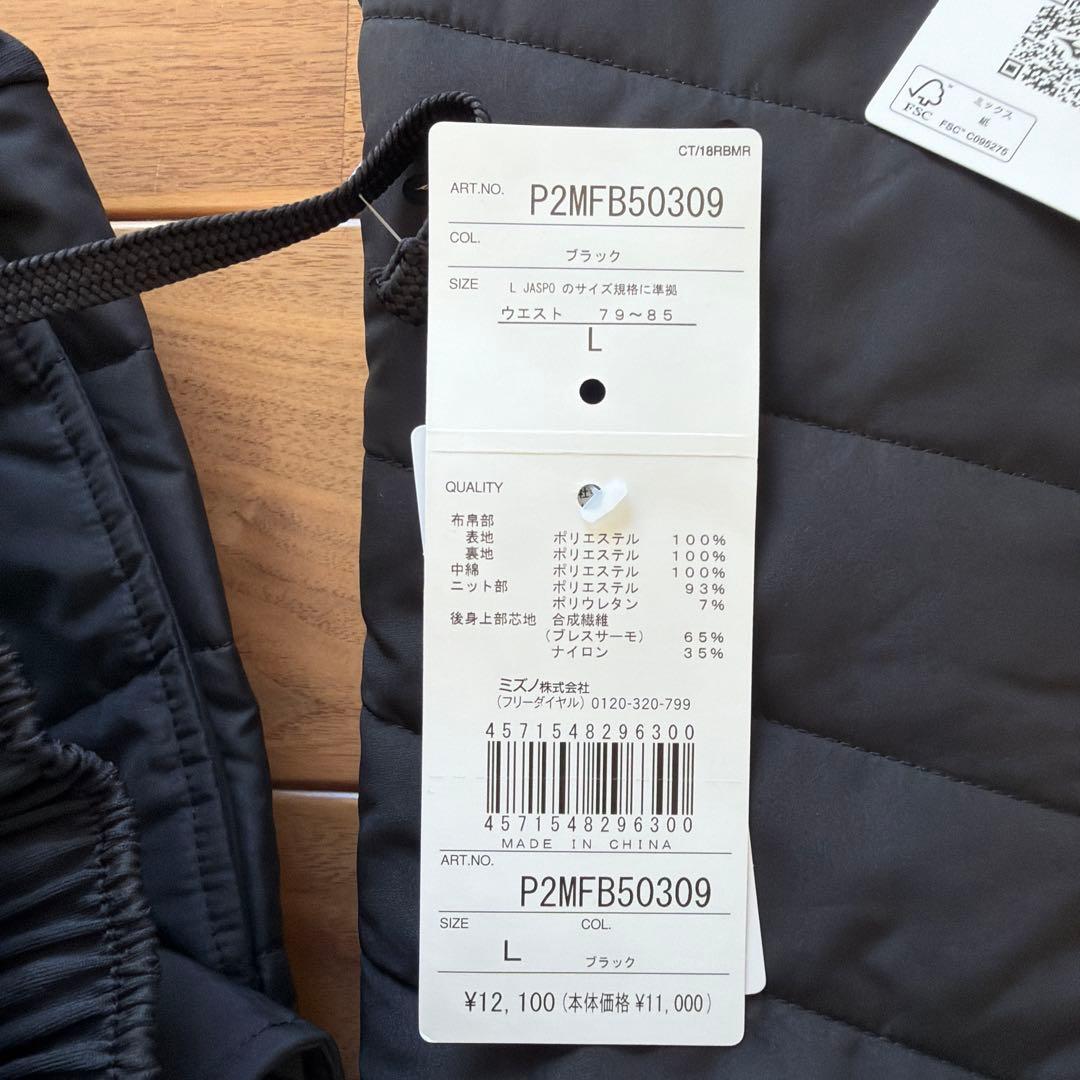 CT/18RBMR
ART.NO. P2MFB50309
COL.
ブラック
SIZE L JASPO のサイズ規格に準拠
ウエスト 79～85
L
QUALITY
布帛部
表地 ポリエステル 100%
裏地 ポリエステル 100%
中綿 ポリエステル 100%
ニット部 ポリエステル 93%
ポリウレタン 7%
後身上部芯地 合成繊維
(ブレスサーモ) 65%
ナイロン 35%
ミズノ株式会社
(フリーダイヤル) 0120-320-799
4571548296300
4571548296300
MADE IN CHINA
ART.NO.
P2MFB50309
SIZE COL.
L ブラック
¥12,100 (本体価格 ¥11,000)
FSC™
ミックス
紙
FSC™ C095275